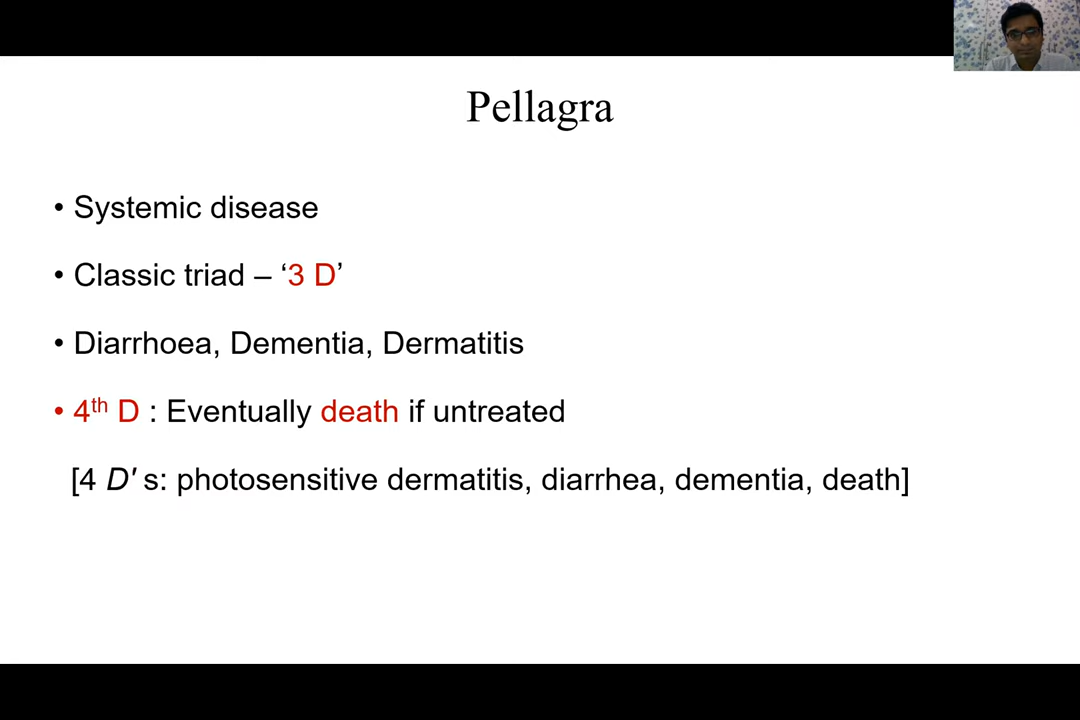 Pellagra
• Systemic disease
• Classic triad – ‘3 D’
• Diarrhoea, Dementia, Dermatitis
• 4th D : Eventually death if untreated
[4 D′ s: photosensitive dermatitis, diarrhea, dementia, death]